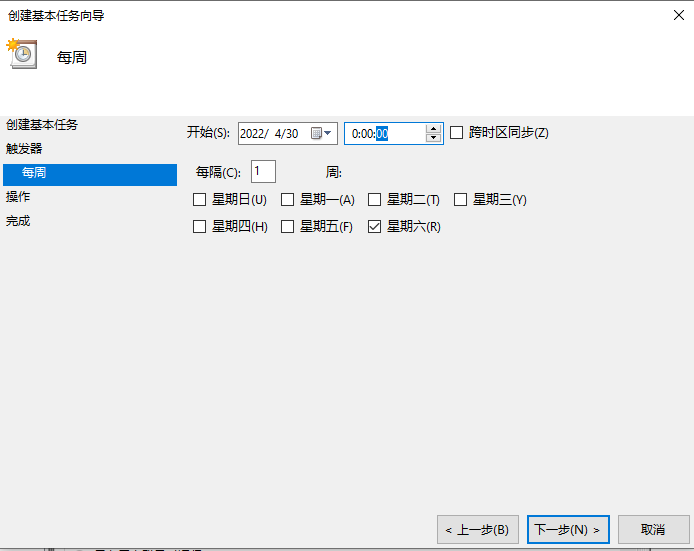 创建基本任务向导
每周
创建基本任务
触发器
每周
操作
完成
开始(S): 2022/ 4/30 0:00:00 跨时区同步(Z)
每隔(C): 1 周:
星期日(U) 星期一(A) 星期二(T) 星期三(Y)
星期四(H) 星期五(F) 星期六(R)
< 上一步(B) 下一步(N) > 取消